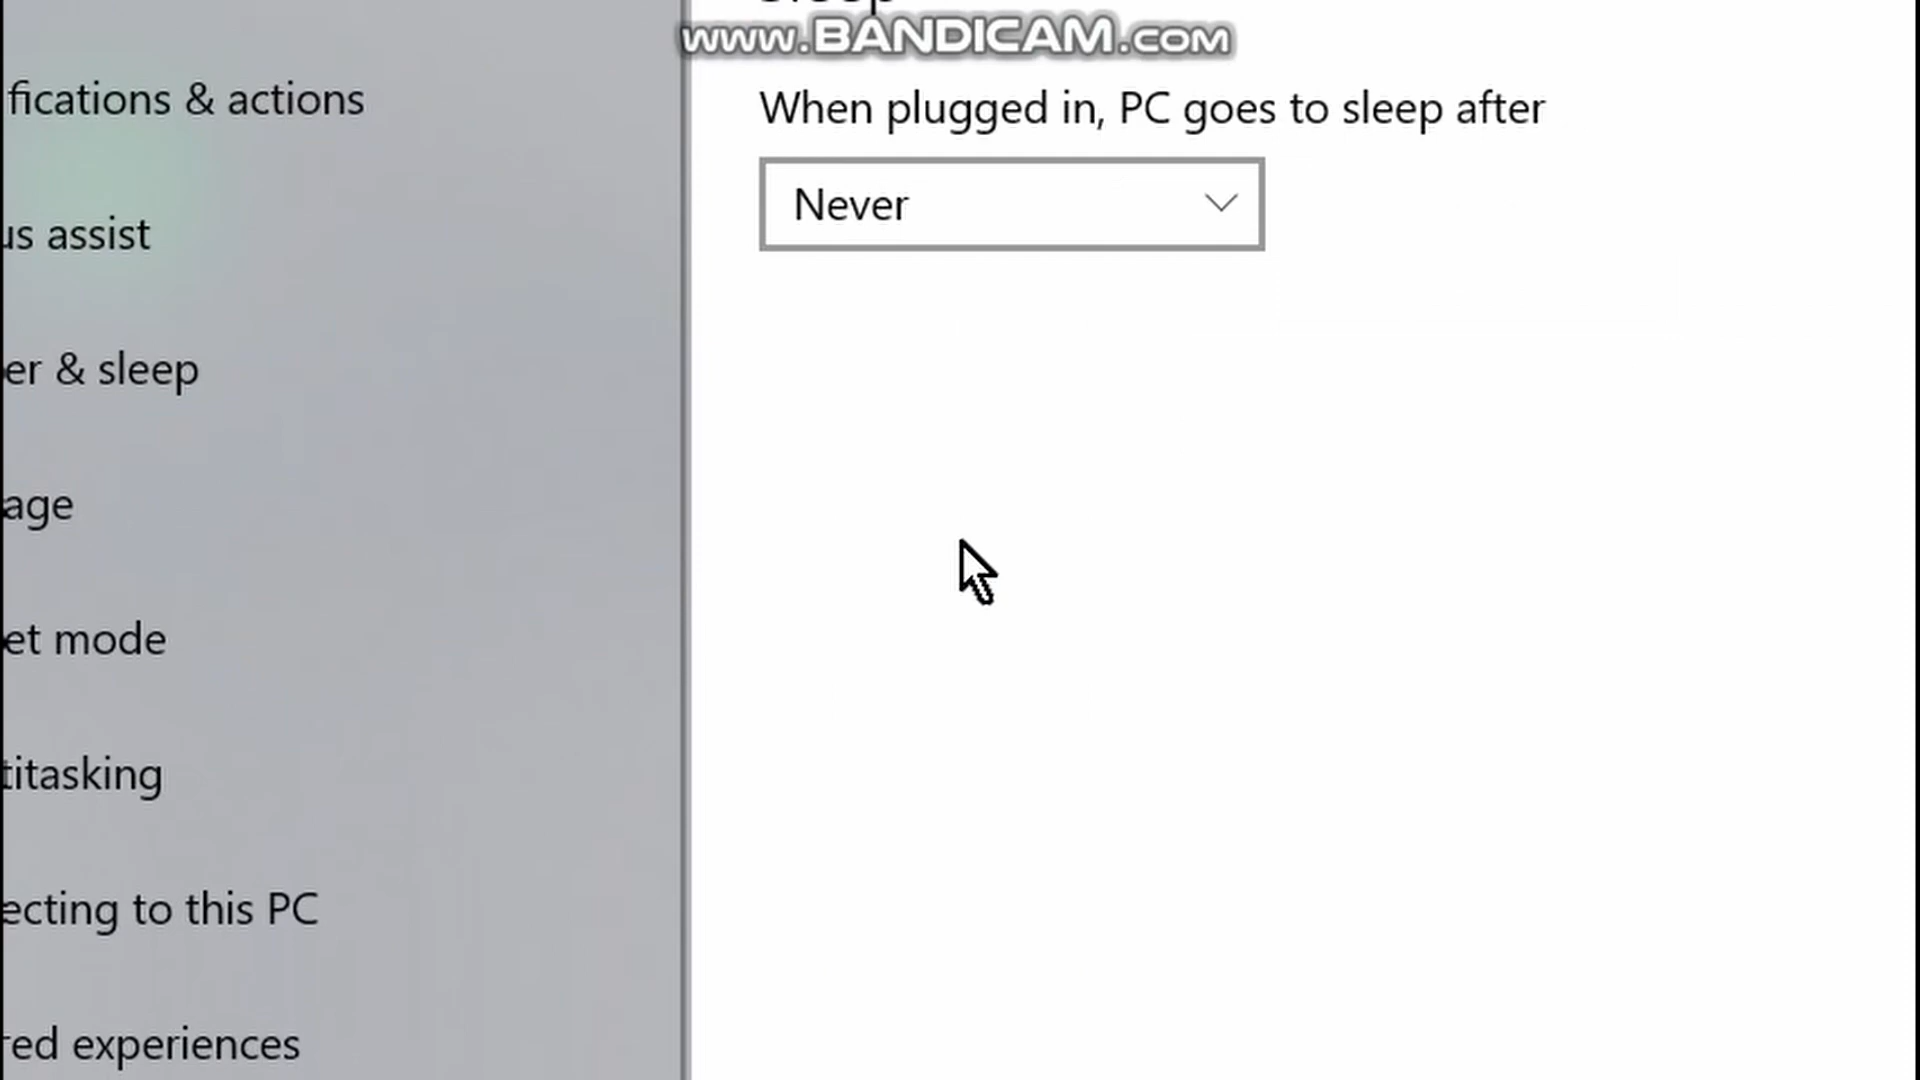 Sleep
www.BANDICAM.com
fications & actions
When plugged in, PC goes to sleep after
Never
us assist
er & sleep
age
et mode
titasking
ecting to this PC
red experiences